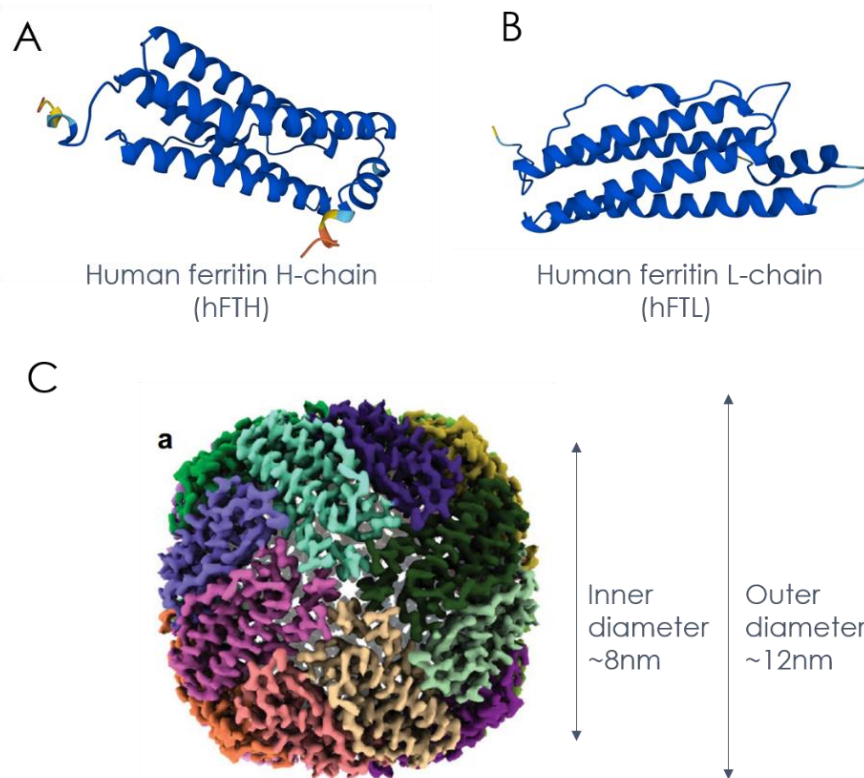 A
B
Human ferritin H-chain
(hFTH)
Human ferritin L-chain
(hFTL)
C
a
Inner
diameter
~8nm
Outer
diameter
~12nm